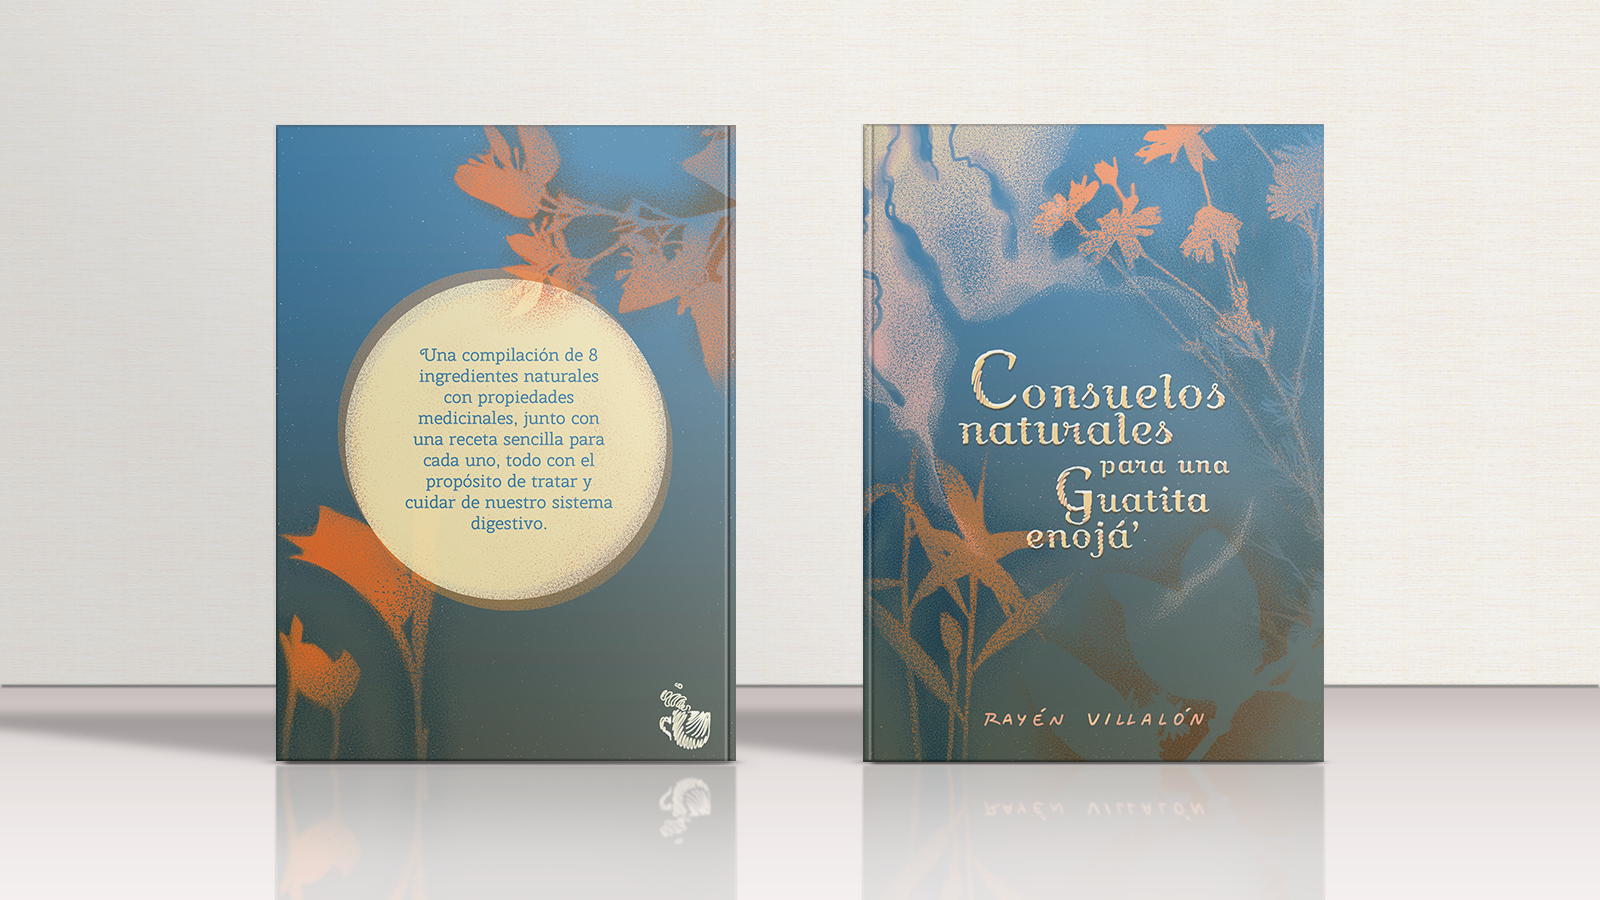 Una compilación de 8
ingredientes naturales
con propiedades
medicinales, junto con
una receta sencilla para
cada uno, todo con el
propósito de tratar y
cuidar de nuestro sistema
digestivo.
Consuelos
naturales
para una
Guatita
enojá'
RAYÉN VILLALÓN